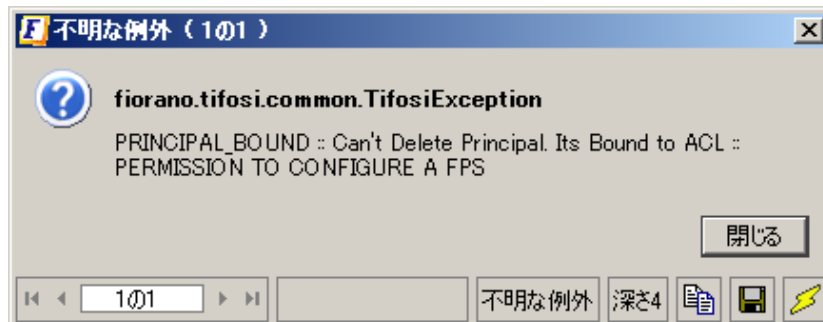 F 不明な例外（1の1）
fiorano.tifosi.common.TifosiException
PRINCIPAL_BOUND :: Can't Delete Principal. Its Bound to ACL ::
PERMISSION TO CONFIGURE A FPS
閉じる
1の1 不明な例外 深さ4